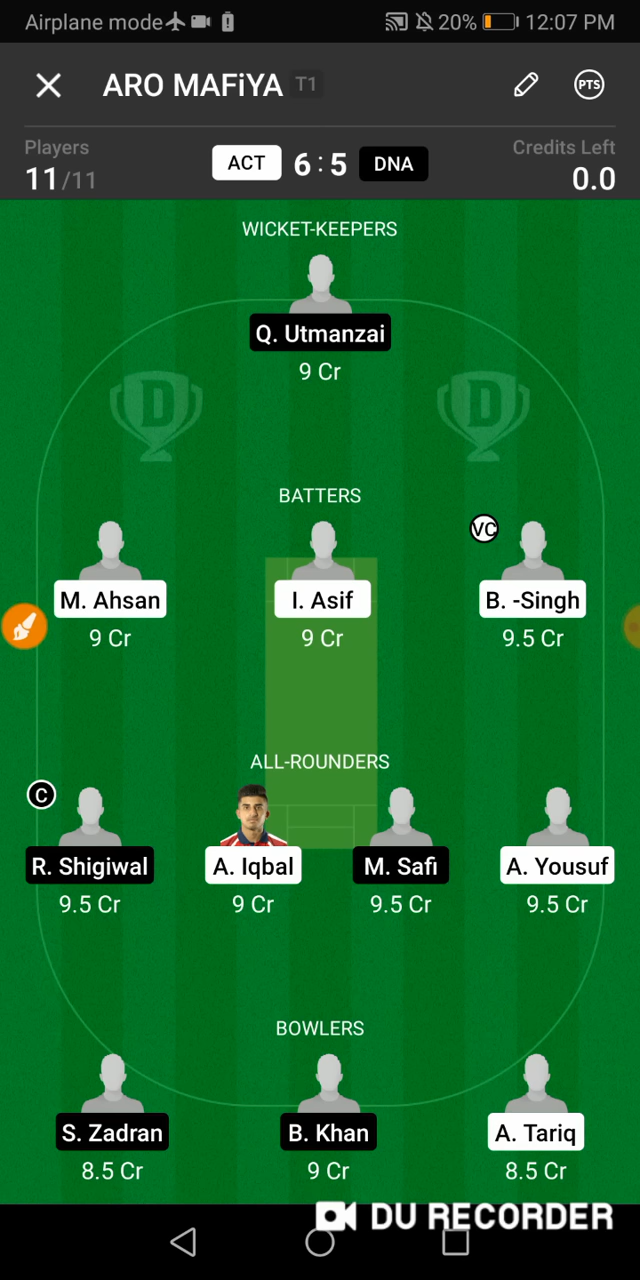 Airplane mode 20% 12:07 PM
ARO MAFiYA T1 PTS
Players Credits Left
11/11 ACT 6 : 5 DNA 0.0
WICKET-KEEPERS
Q. Utmanzai
9 Cr
D D
BATTERS
VC
M. Ahsan I. Asif B. -Singh
9 Cr 9 Cr 9.5 Cr
ALL-ROUNDERS
C
R. Shigiwal A. Iqbal M. Safi A. Yousuf
9.5 Cr 9 Cr 9.5 Cr 9.5 Cr
BOWLERS
S. Zadran B. Khan A. Tariq
8.5 Cr 9 Cr 8.5 Cr
DU RECORDER